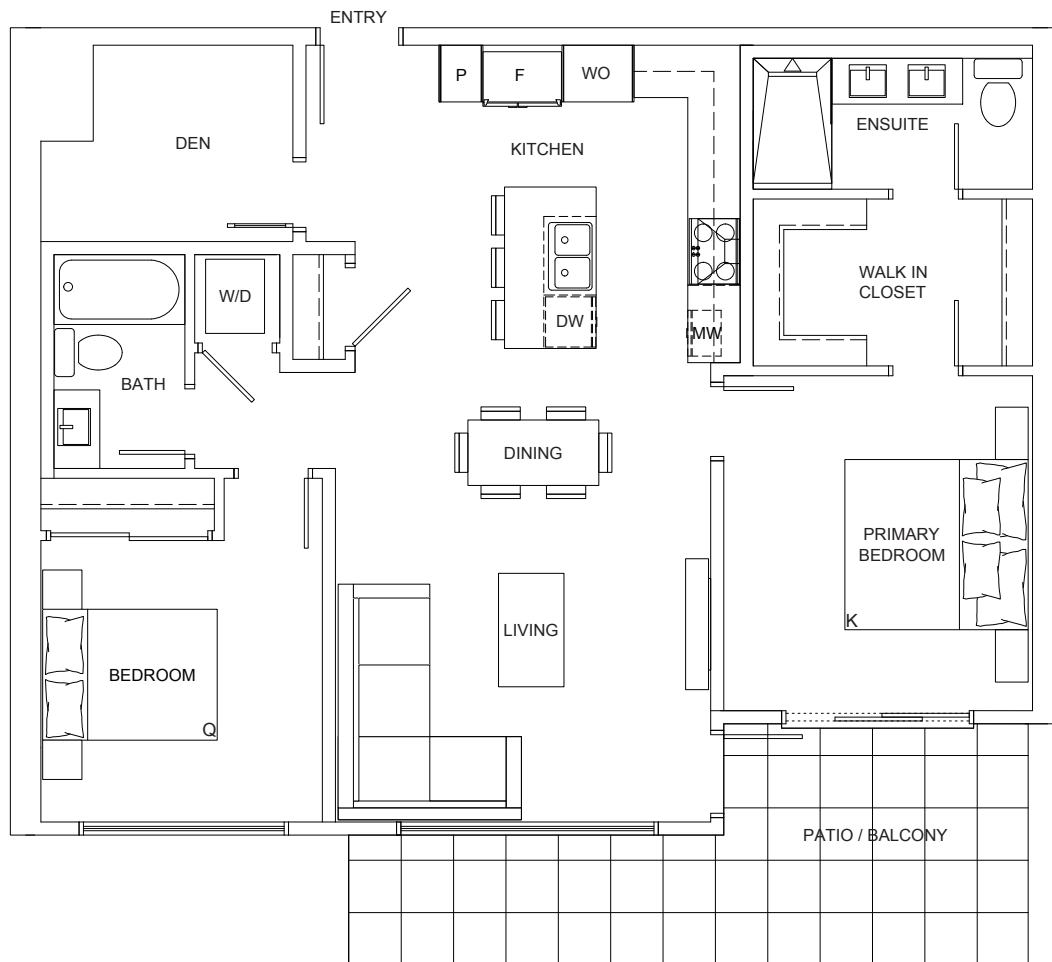 ENTRY
P
F
WO
ENSUITE
DEN
KITCHEN
WALK IN
CLOSET
W/D
DW
MW
BATH
DINING
PRIMARY
BEDROOM
K
LIVING
BEDROOM
Q
PATIO / BALCONY